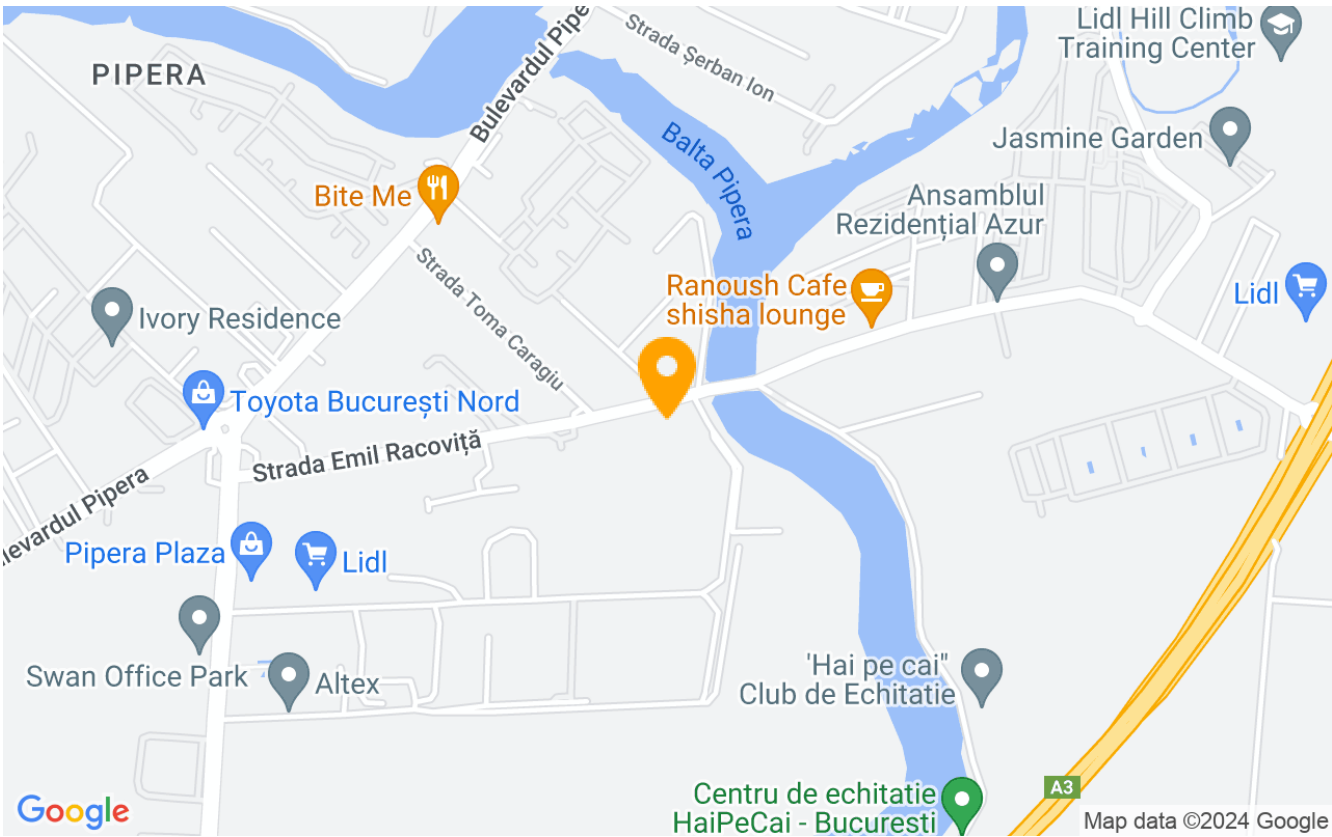 Lidl Hill Climb
Training Center
Strada Șerban Ion
PIPERA
Bulevardul Pipe
Balta Pipera
Jasmine Garden
Bite Me
Ansamblul
Rezidențial Azur
Strada Toma Caragiu
Ranoush Cafe
shisha lounge
Lidl
Ivory Residence
Toyota București Nord
Strada Emil Racoviță
levardul Pipera
Pipera Plaza
Lidl
Swan Office Park
Altex
'Hai pe cai"
Club de Echitatie
Centru de echitatie
HaiPeCai - Bucuresti
A3
Google
Map data ©2024 Google